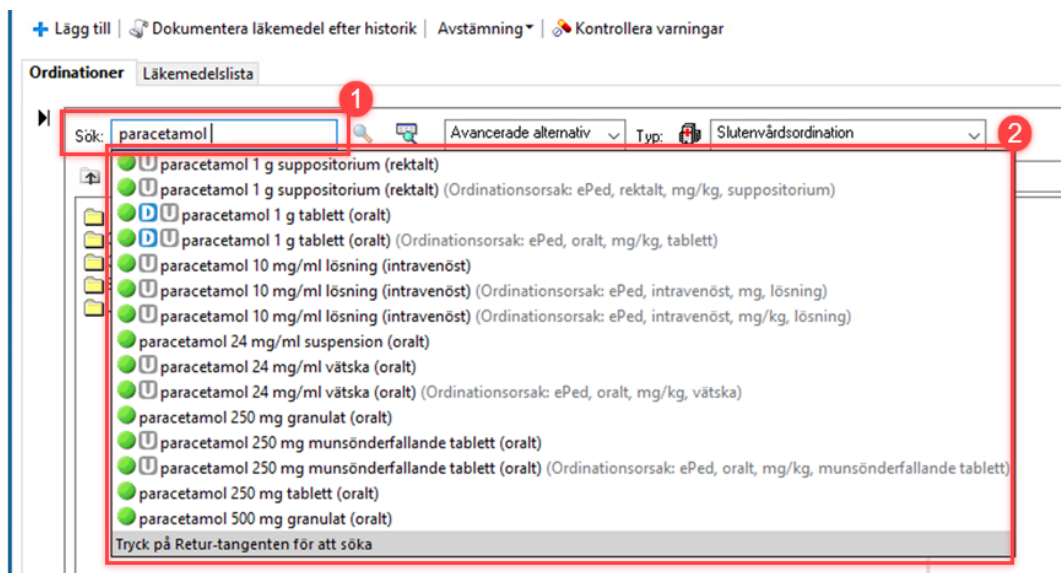 Lägg till | Dokumentera läkemedel efter historik | Avstämning | Kontrollera varningar
Ordinationer Läkemedelslista
1
Sök: paracetamol Avancerade alternativ Typ: Slutenvårdsordination 2
U paracetamol 1 g suppositorium (rektalt)
U paracetamol 1 g suppositorium (rektalt) (Ordinationsorsak: ePed, rektalt, mg/kg, suppositorium)
D U paracetamol 1 g tablett (oralt)
D U paracetamol 1 g tablett (oralt) (Ordinationsorsak: ePed, oralt, mg/kg, tablett)
U paracetamol 10 mg/ml lösning (intravenöst)
U paracetamol 10 mg/ml lösning (intravenöst) (Ordinationsorsak: ePed, intravenöst, mg, lösning)
U paracetamol 10 mg/ml lösning (intravenöst) (Ordinationsorsak: ePed, intravenöst, mg/kg, lösning)
paracetamol 24 mg/ml suspension (oralt)
U paracetamol 24 mg/ml vätska (oralt)
U paracetamol 24 mg/ml vätska (oralt) (Ordinationsorsak: ePed, oralt, mg/kg, vätska)
paracetamol 250 mg granulat (oralt)
U paracetamol 250 mg munsönderfallande tablett (oralt)
U paracetamol 250 mg munsönderfallande tablett (oralt) (Ordinationsorsak: ePed, oralt, mg/kg, munsönderfallande tablett)
paracetamol 250 mg tablett (oralt)
paracetamol 500 mg granulat (oralt)
Tryck på Retur-tangenten för att söka